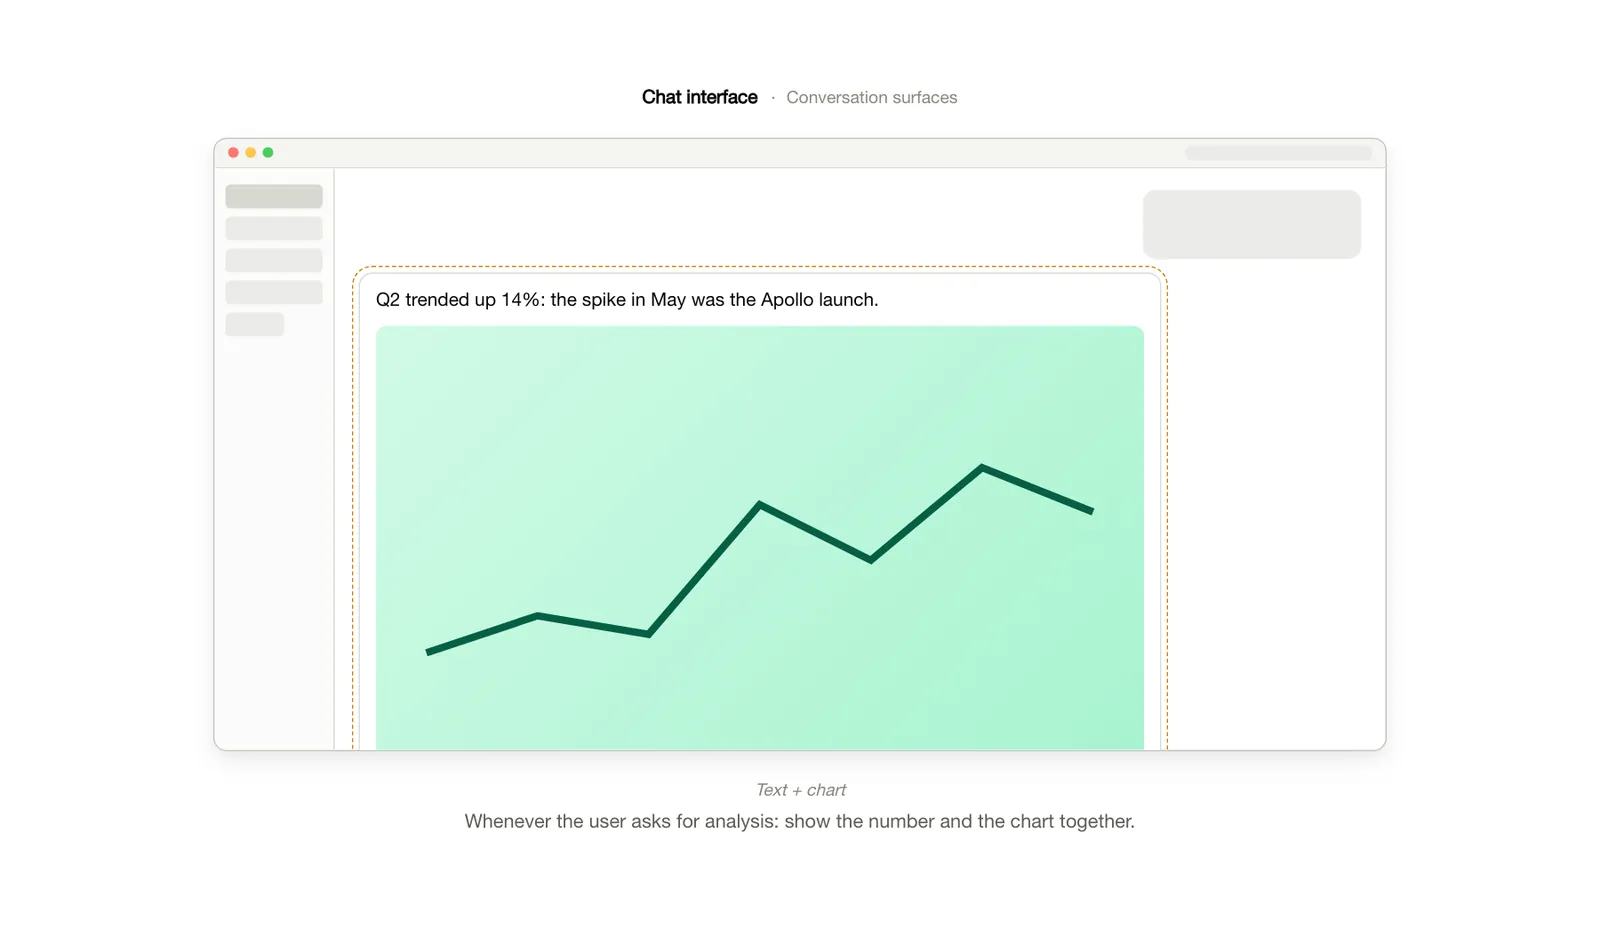 Chat interface · Conversation surfaces
Q2 trended up 14%: the spike in May was the Apollo launch.
Text + chart
Whenever the user asks for analysis: show the number and the chart together.